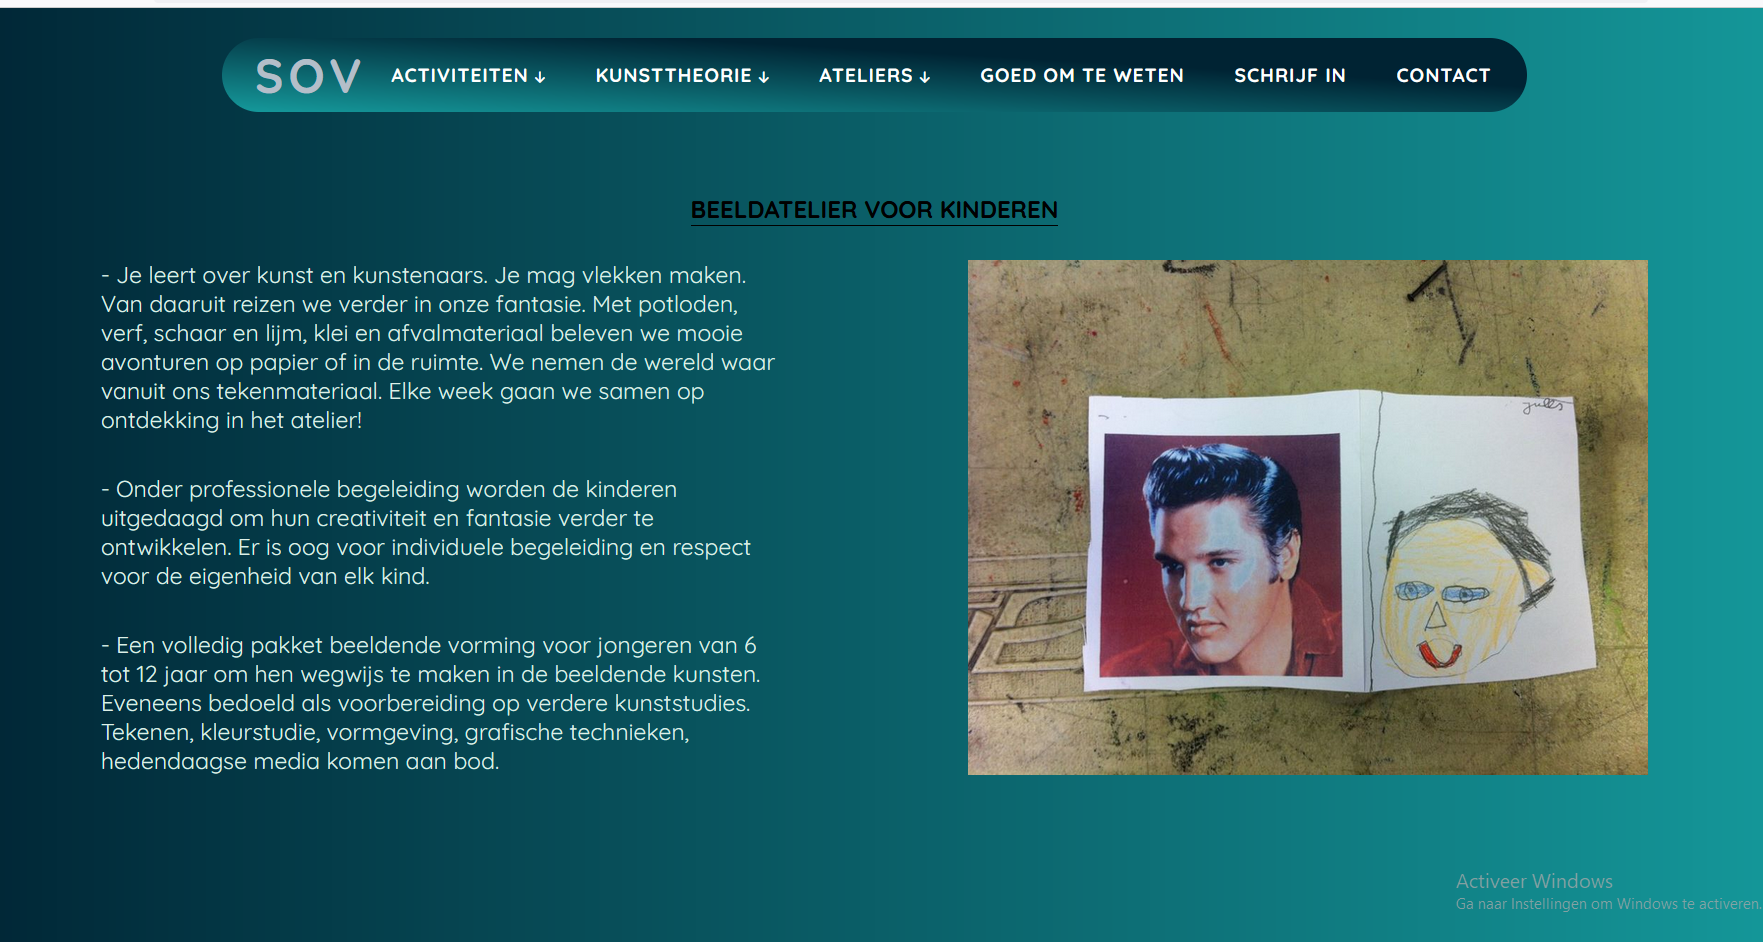 SOV ACTIVITEITEN ↓ KUNSTTHEORIE ↓ ATELIERS ↓ GOED OM TE WETEN SCHRIJF IN CONTACT
BEELDATELIER VOOR KINDEREN
- Je leert over kunst en kunstenaars. Je mag vlekken maken.
Van daaruit reizen we verder in onze fantasie. Met potloden,
verf, schaar en lijm, klei en afvalmateriaal beleven we mooie
avonturen op papier of in de ruimte. We nemen de wereld waar
vanuit ons tekenmateriaal. Elke week gaan we samen op
ontdekking in het atelier!
- Onder professionele begeleiding worden de kinderen
uitgedaagd om hun creativiteit en fantasie verder te
ontwikkelen. Er is oog voor individuele begeleiding en respect
voor de eigenheid van elk kind.
- Een volledig pakket beeldende vorming voor jongeren van 6
tot 12 jaar om hen wegwijs te maken in de beeldende kunsten.
Eveneens bedoeld als voorbereiding op verdere kunststudies.
Tekenen, kleurstudie, vormgeving, grafische technieken,
hedendaagse media komen aan bod.
Activeer Windows
Ga naar Instellingen om Windows te activeren.